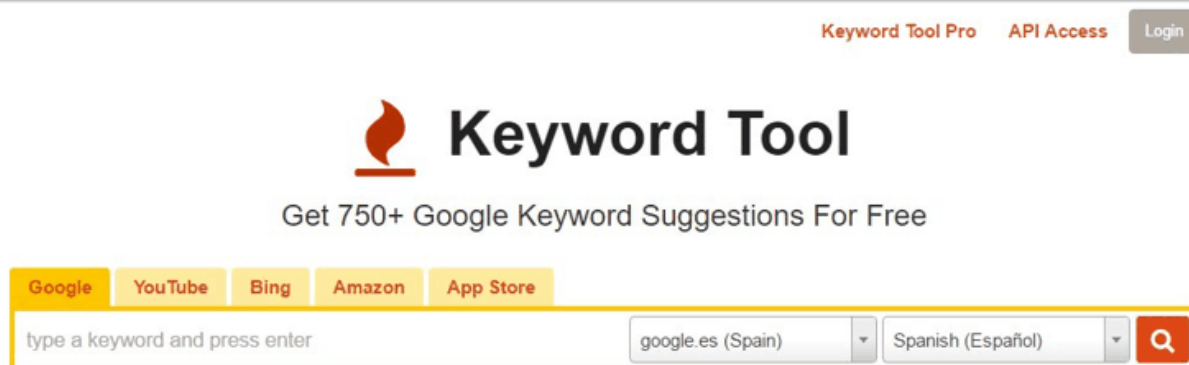 Keyword Tool Pro API Access Login
Keyword Tool
Get 750+ Google Keyword Suggestions For Free
Google YouTube Bing Amazon App Store
type a keyword and press enter google.es (Spain) Spanish (Español)